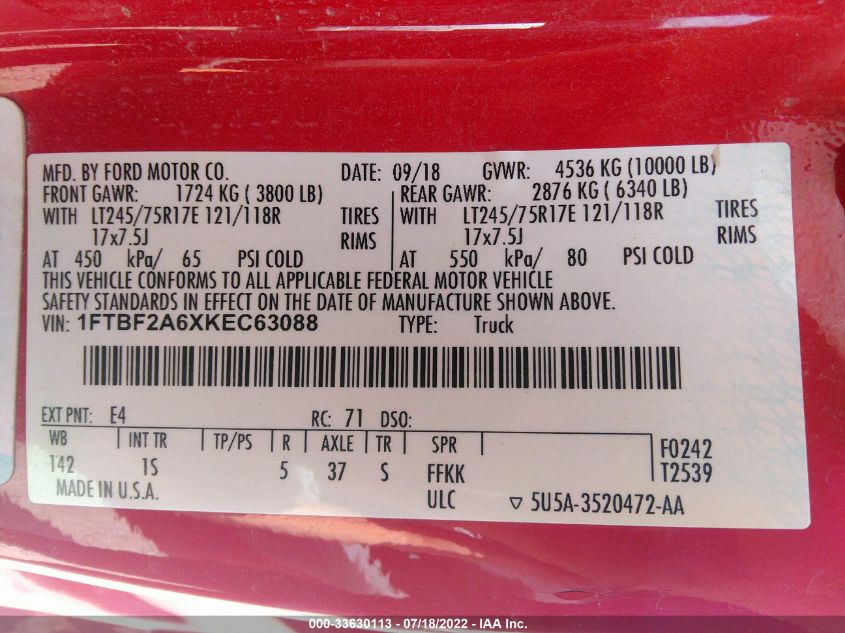 MFD. BY FORD MOTOR CO. DATE: 09/18 GVWR: 4536 KG (10000 LB)
FRONT GAWR: 1724 KG ( 3800 LB) REAR GAWR: 2876 KG ( 6340 LB)
WITH LT245/75R17E 121/118R TIRES WITH LT245/75R17E 121/118R TIRES
17x7.5J RIMS 17x7.5J RIMS
AT 450 kPa/ 65 PSI COLD AT 550 kPa/ 80 PSI COLD
THIS VEHICLE CONFORMS TO ALL APPLICABLE FEDERAL MOTOR VEHICLE
SAFETY STANDARDS IN EFFECT ON THE DATE OF MANUFACTURE SHOWN ABOVE.
VIN: 1FTBF2A6XKEC63088 TYPE: Truck
EXT PNT: E4 RC: 71 DSO:
WB INT TR TP/PS R AXLE TR SPR F0242
142 1S 5 37 S FFKK T2539
MADE IN U.S.A. ULC ▽ 5U5A-3520472-AA
000-33630113 - 07/18/2022 - IAA, Inc.